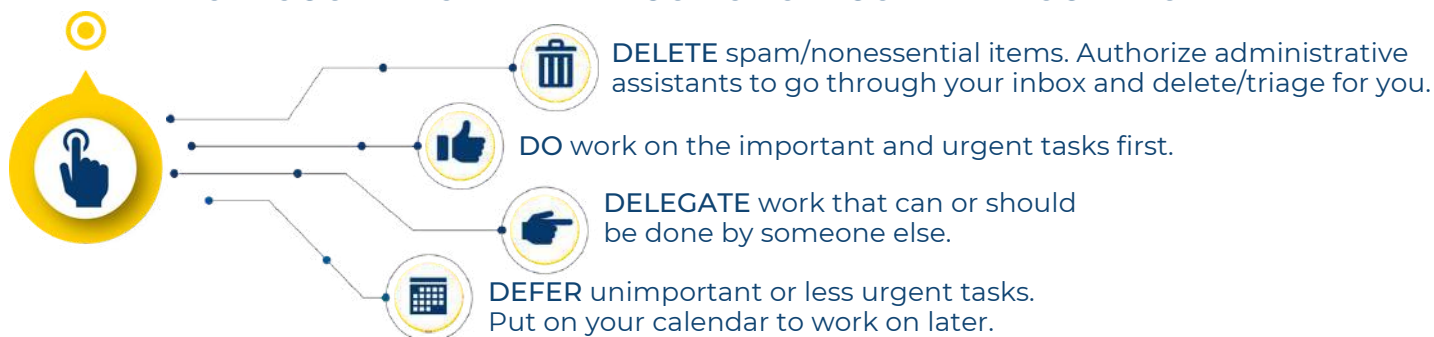 DELETE spam/nonessential items. Authorize administrative
assistants to go through your inbox and delete/triage for you.
DO work on the important and urgent tasks first.
DELEGATE work that can or should
be done by someone else.
DEFER unimportant or less urgent tasks.
Put on your calendar to work on later.